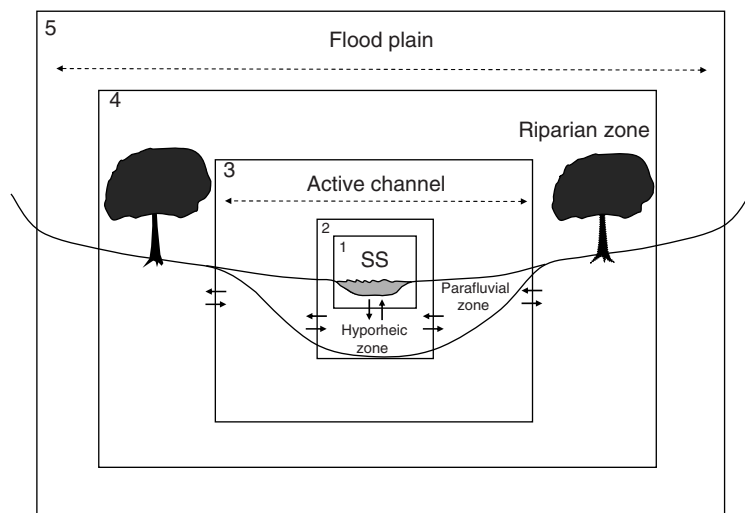 5
Flood plain
4
Riparian zone
3
Active channel
2
1
SS
Parafluvial
zone
Hyporheic
zone